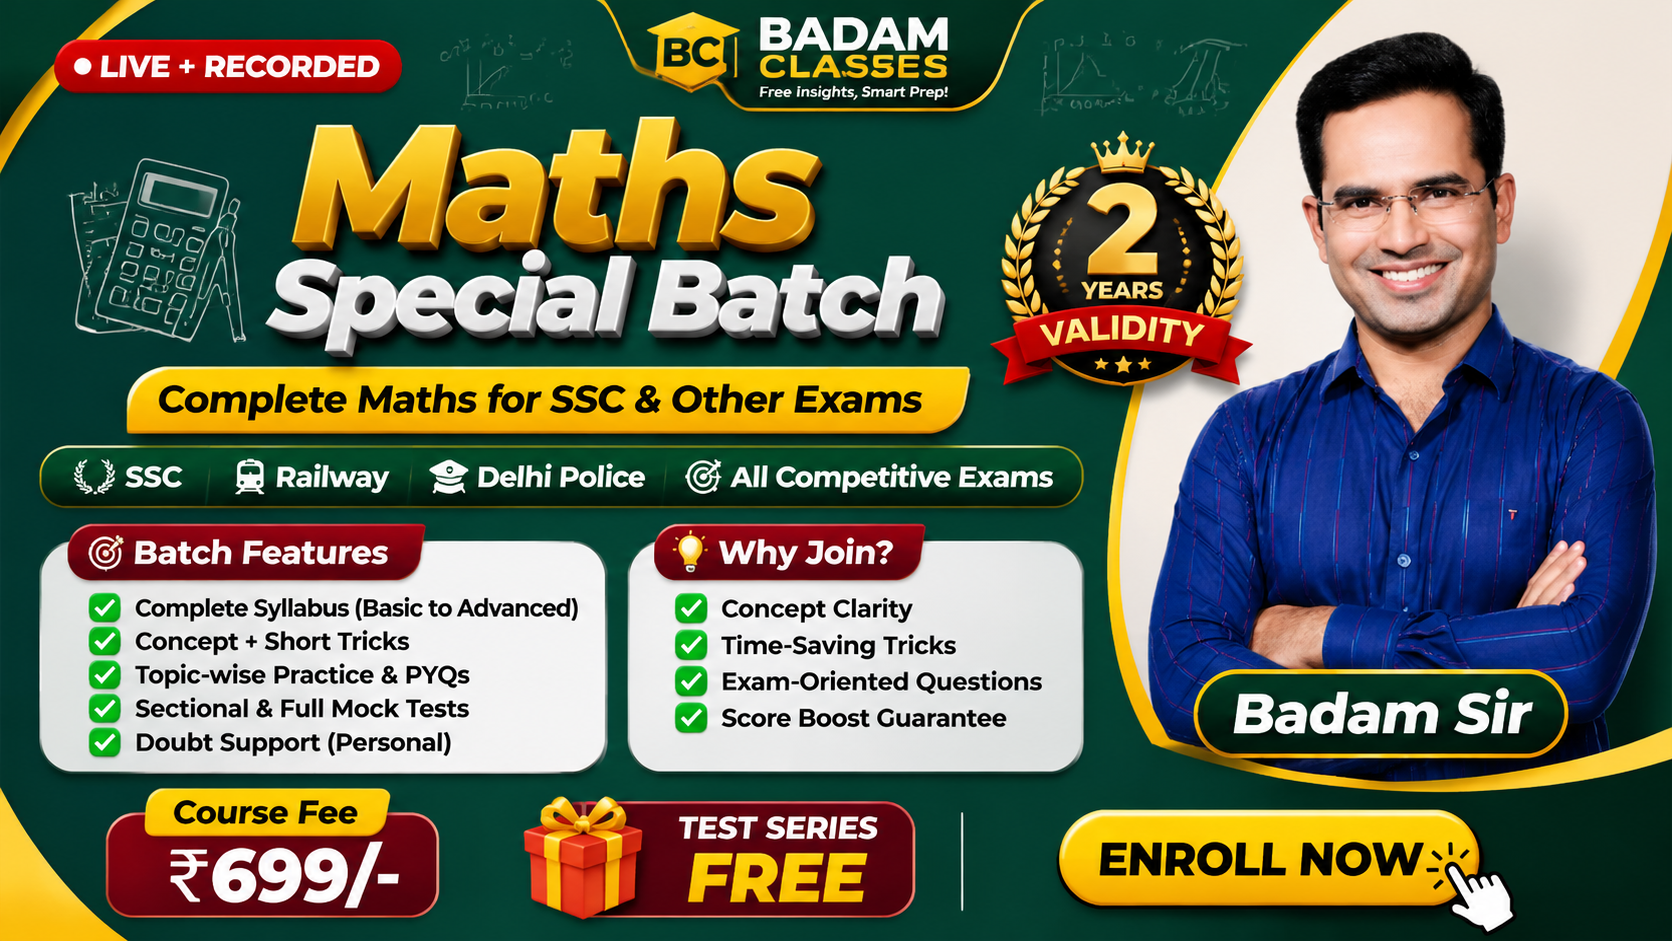 LIVE + RECORDED
BCI
BADAM
CLASSES
Free Insights, Smart Prep!
Maths
Special Batch
2
YEARS
VALIDITY
Complete Maths for SSC & Other Exams
SSC
Railway
Delhi Police
All Competitive Exams
Batch Features
Complete Syllabus (Basic to Advanced)
Concept + Short Tricks
Topic-wise Practice & PYQs
Sectional & Full Mock Tests
Doubt Support (Personal)
Why Join?
Concept Clarity
Time-Saving Tricks
Exam-Oriented Questions
Score Boost Guarantee
Badam Sir
Course Fee
₹699/-
TEST SERIES
FREE
ENROLL NOW